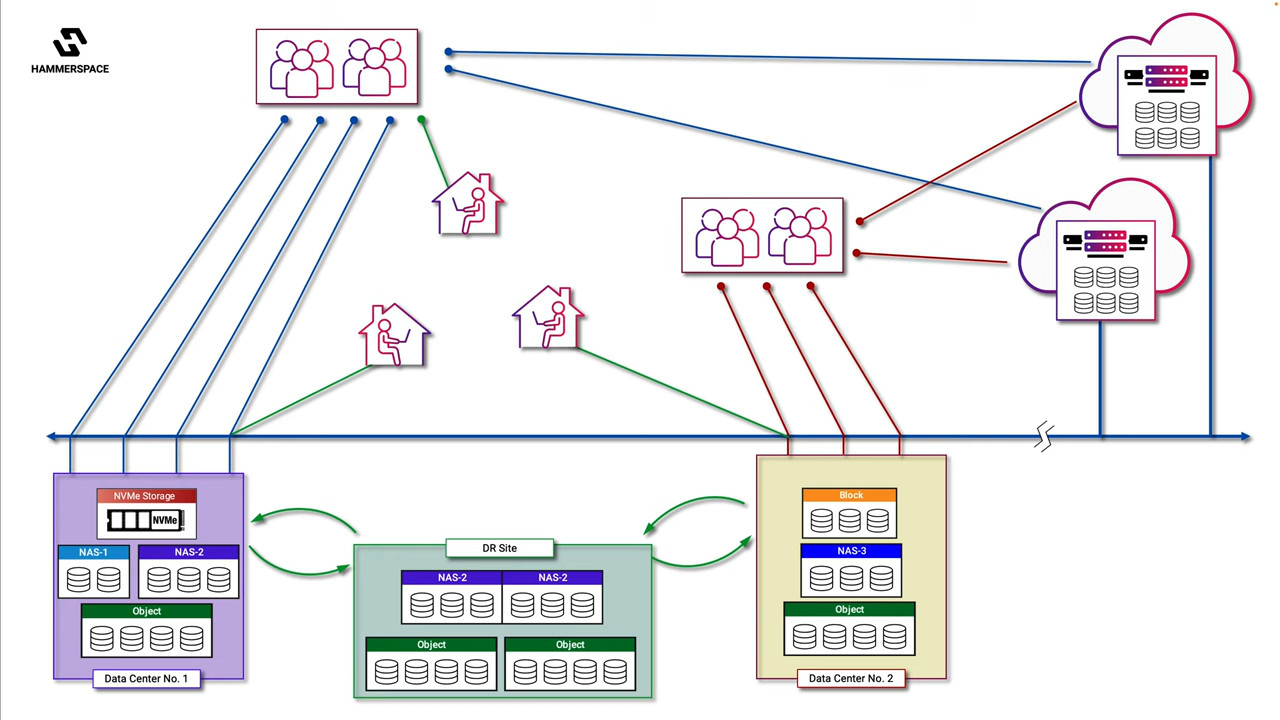 HAMMERSPACE
NVMe Storage
NVMe
NAS-1
NAS-2
Object
Data Center No. 1
DR Site
NAS-2
NAS-2
Object
Object
Block
NAS-3
Object
Data Center No. 2